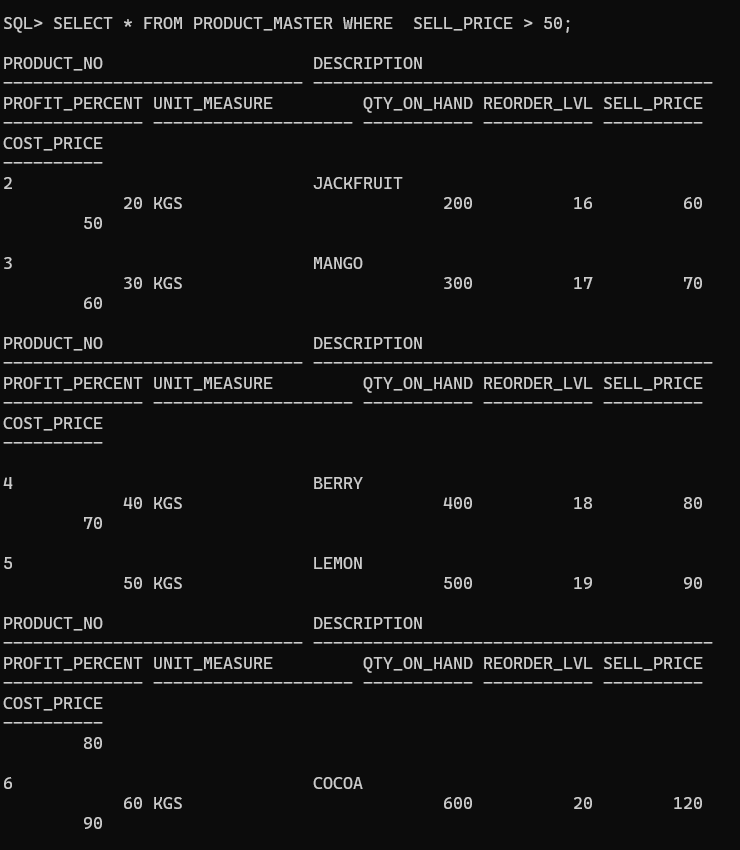 SQL> SELECT * FROM PRODUCT_MASTER WHERE  SELL_PRICE > 50;
PRODUCT_NO                     DESCRIPTION
------------------------------ ----------------------------------------
PROFIT_PERCENT UNIT_MEASURE         QTY_ON_HAND REORDER_LVL SELL_PRICE
-------------- -------------------- ----------- ----------- ----------
COST_PRICE
----------
2                              JACKFRUIT
            20 KGS                          200          16         60
        50
3                              MANGO
            30 KGS                          300          17         70
        60
PRODUCT_NO                     DESCRIPTION
------------------------------ ----------------------------------------
PROFIT_PERCENT UNIT_MEASURE         QTY_ON_HAND REORDER_LVL SELL_PRICE
-------------- -------------------- ----------- ----------- ----------
COST_PRICE
----------
4                              BERRY
            40 KGS                          400          18         80
        70
5                              LEMON
            50 KGS                          500          19         90
PRODUCT_NO                     DESCRIPTION
------------------------------ ----------------------------------------
PROFIT_PERCENT UNIT_MEASURE         QTY_ON_HAND REORDER_LVL SELL_PRICE
-------------- -------------------- ----------- ----------- ----------
COST_PRICE
----------
        80
6                              COCOA
            60 KGS                          600          20        120
        90